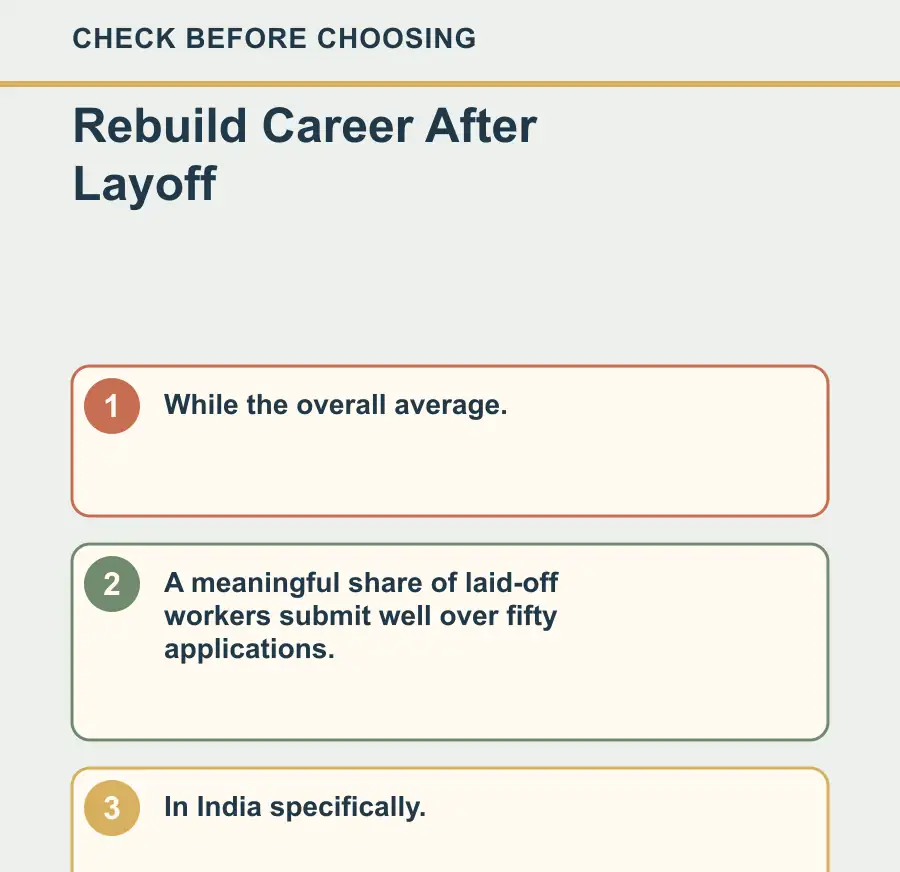 CHECK BEFORE CHOOSING
Rebuild Career After
Layoff
1
While the overall average.
2
A meaningful share of laid-off
workers submit well over fifty
applications.
3
In India specifically.